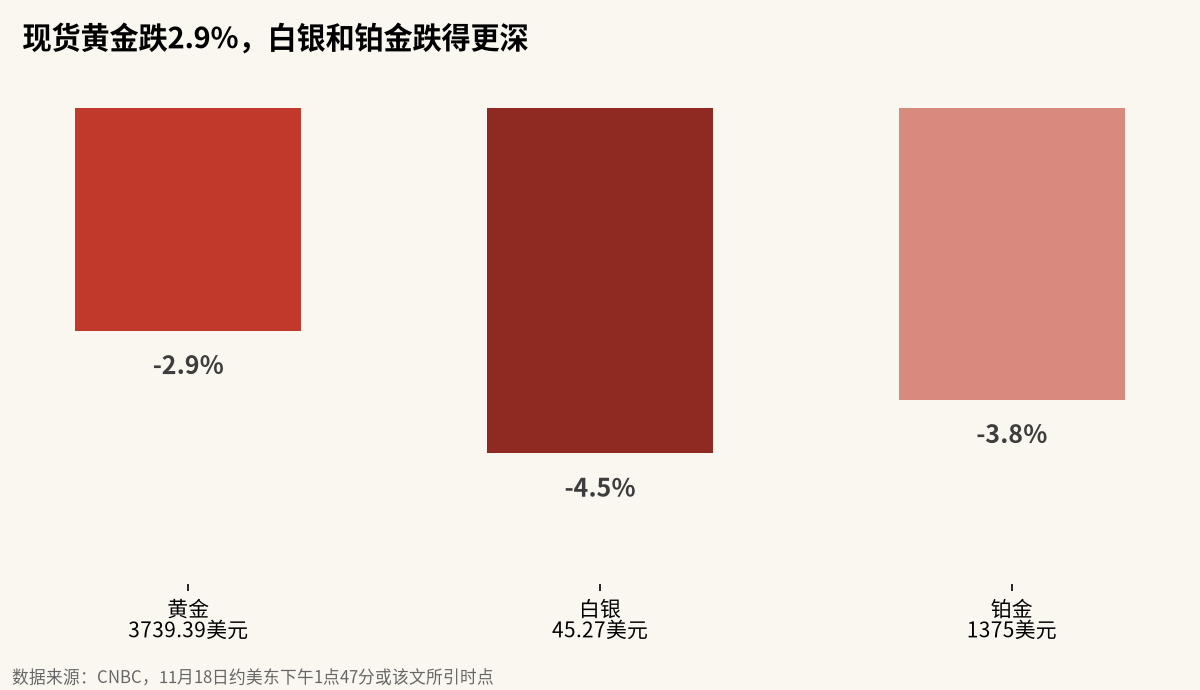 现货黄金跌2.9%，白银和铂金跌得更深
-2.9%
-4.5%
-3.8%
黄金
3739.39美元
白银
45.27美元
铂金
1375美元
数据来源：CNBC，11月18日约美东下午1点47分或该文所引时点